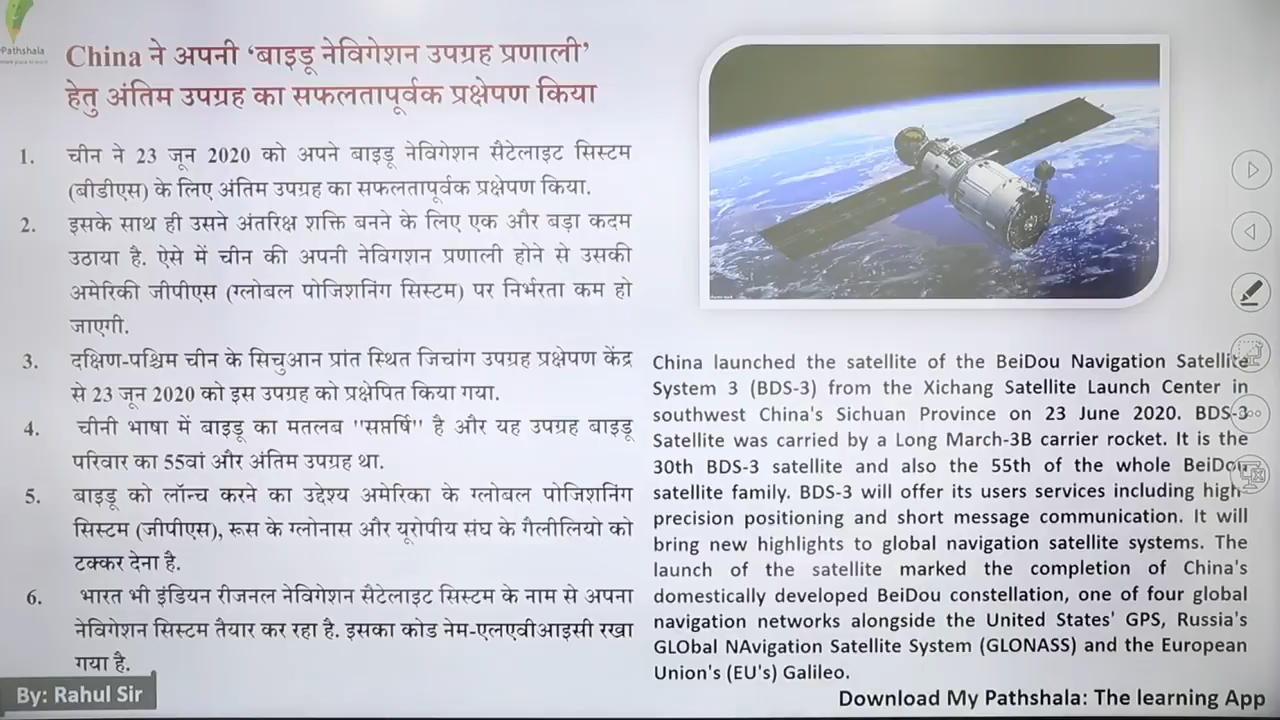 Pathshala
China ने अपनी ‘बाइडू नेविगेशन उपग्रह प्रणाली’
हेतु अंतिम उपग्रह का सफलतापूर्वक प्रक्षेपण किया
1. चीन ने 23 जून 2020 को अपने बाइडू नेविगेशन सैटेलाइट सिस्टम
(बीडीएस) के लिए अंतिम उपग्रह का सफलतापूर्वक प्रक्षेपण किया.
2. इसके साथ ही उसने अंतरिक्ष शक्ति बनने के लिए एक और बड़ा कदम
उठाया है. ऐसे में चीन की अपनी नेविगशन प्रणाली होने से उसकी
अमेरिकी जीपीएस (ग्लोबल पोजिशनिंग सिस्टम) पर निर्भरता कम हो
जाएगी.
3. दक्षिण-पश्चिम चीन के सिचुआन प्रांत स्थित जिचांग उपग्रह प्रक्षेपण केंद्र
से 23 जून 2020 को इस उपग्रह को प्रक्षेपित किया गया.
4. चीनी भाषा में बाइडू का मतलब "सप्तर्षि" है और यह उपग्रह बाइडू
परिवार का 55वां और अंतिम उपग्रह था.
5. बाइडू को लॉन्च करने का उद्देश्य अमेरिका के ग्लोबल पोजिशनिंग
सिस्टम (जीपीएस), रूस के ग्लोनास और यूरोपीय संघ के गैलीलियो को
टक्कर देना है.
6. भारत भी इंडियन रीजनल नेविगेशन सैटेलाइट सिस्टम के नाम से अपना
नेविगेशन सिस्टम तैयार कर रहा है. इसका कोड नेम-एलएवीआइसी रखा
गया है.
China launched the satellite of the BeiDou Navigation Satellite
System 3 (BDS-3) from the Xichang Satellite Launch Center in
southwest China's Sichuan Province on 23 June 2020. BDS-3
Satellite was carried by a Long March-3B carrier rocket. It is the
30th BDS-3 satellite and also the 55th of the whole BeiDou
satellite family. BDS-3 will offer its users services including high-
precision positioning and short message communication. It will
bring new highlights to global navigation satellite systems. The
launch of the satellite marked the completion of China's
domestically developed BeiDou constellation, one of four global
navigation networks alongside the United States' GPS, Russia's
GLObal NAvigation Satellite System (GLONASS) and the European
Union's (EU's) Galileo.
By: Rahul Sir
Download My Pathshala: The learning App